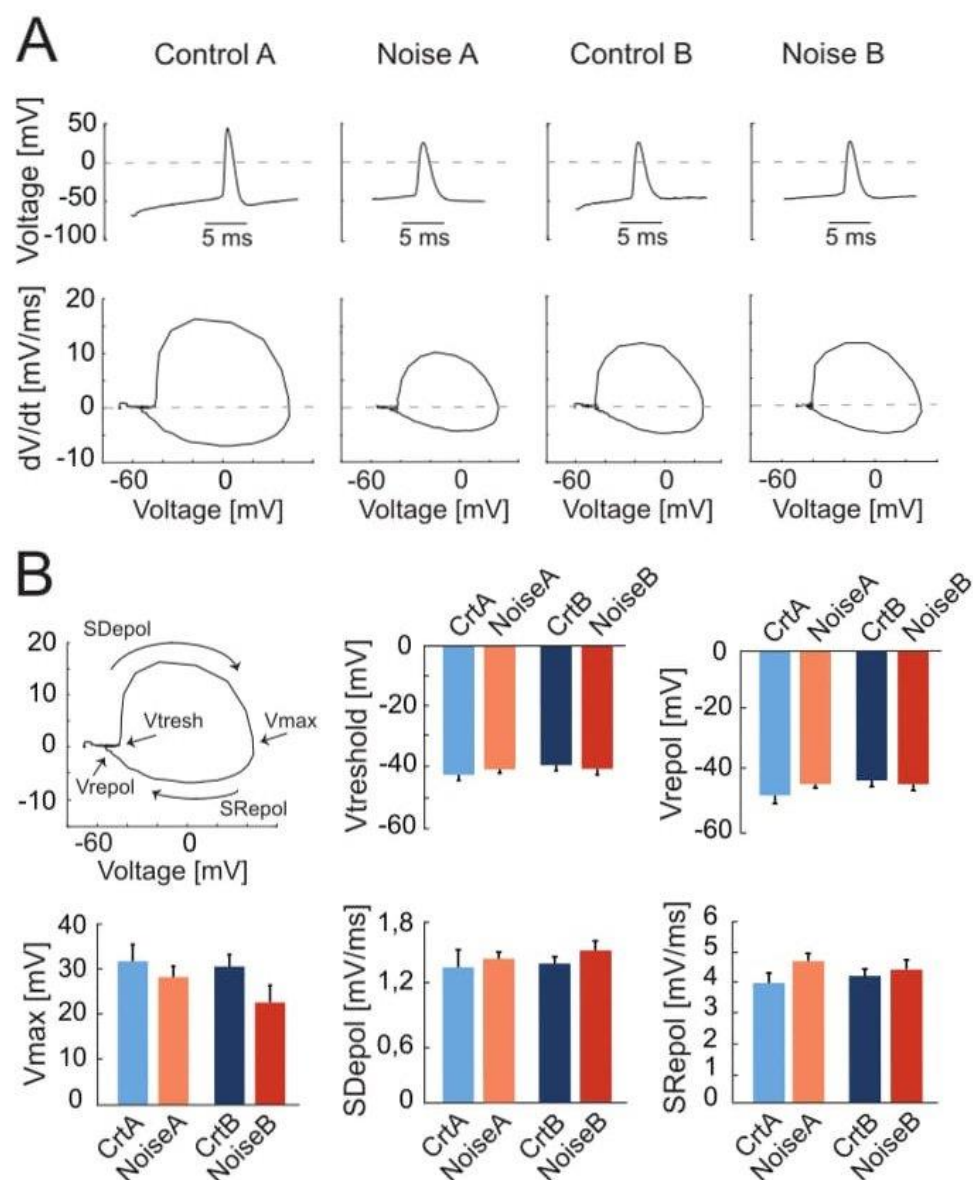 A
Control A
Noise A
Control B
Noise B
Voltage [mV]
50
0
-50
-100
5 ms
5 ms
5 ms
5 ms
dV/dt [mV/ms]
20
10
0
-10
-60
0
-60
0
-60
0
-60
0
Voltage [mV]
Voltage [mV]
Voltage [mV]
Voltage [mV]
B
SDepol
20
10
0
-10
Vtresh
Vmax
Vrepol
SRepol
-60
0
Voltage [mV]
CrtA
NoiseA
CrtB
NoiseB
Vtreshold [mV]
0
-20
-40
-60
CrtA
NoiseA
CrtB
NoiseB
Vrepol [mV]
0
-20
-40
-60
Vmax [mV]
40
30
20
10
0
CrtA
NoiseA
CrtB
NoiseB
SDepol [mV/ms]
1,8
1,2
0,6
0
CrtA
NoiseA
CrtB
NoiseB
SRepol [mV/ms]
6
5
4
3
2
1
0
CrtA
NoiseA
CrtB
NoiseB